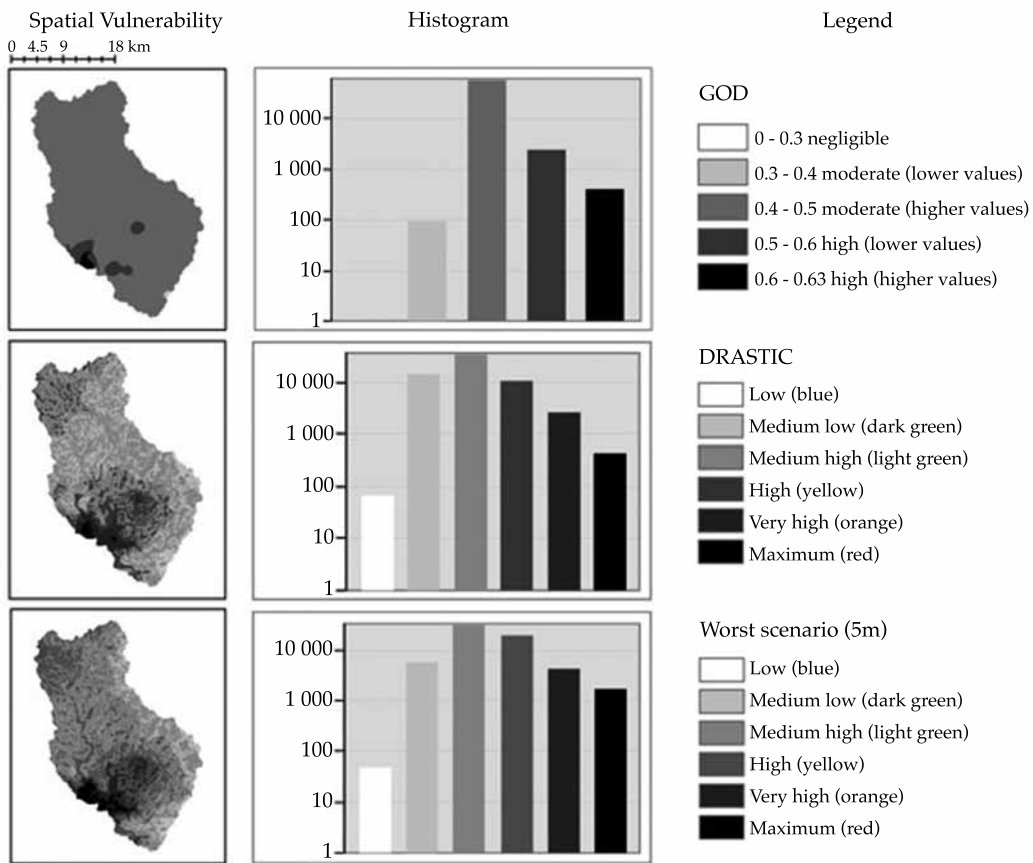 Spatial Vulnerability
Histogram
Legend
0 4.5 9 18 km
10 000
1 000
100
10
1
GOD
0 - 0.3 negligible
0.3 - 0.4 moderate (lower values)
0.4 - 0.5 moderate (higher values)
0.5 - 0.6 high (lower values)
0.6 - 0.63 high (higher values)
10 000
1 000
100
10
1
DRASTIC
Low (blue)
Medium low (dark green)
Medium high (light green)
High (yellow)
Very high (orange)
Maximum (red)
10 000
1 000
100
10
1
Worst scenario (5m)
Low (blue)
Medium low (dark green)
Medium high (light green)
High (yellow)
Very high (orange)
Maximum (red)